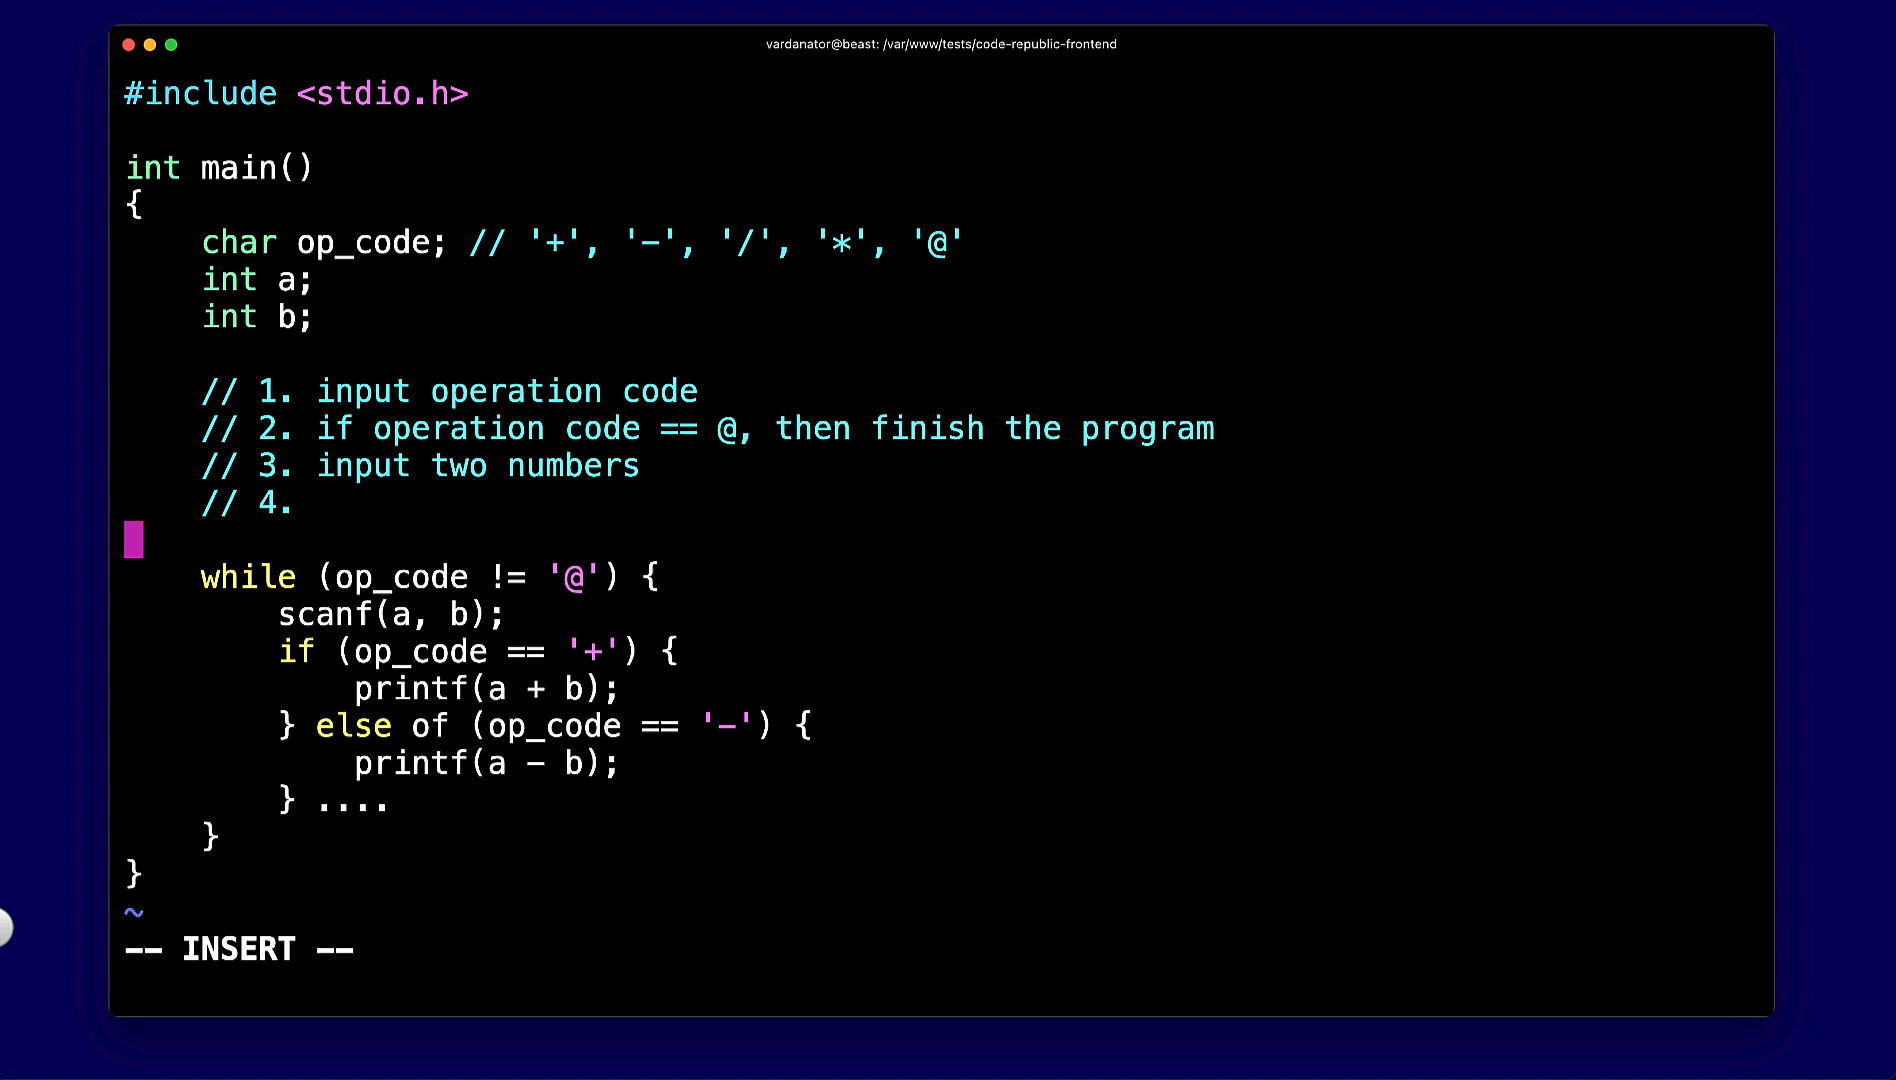 vardanator@beast: /var/www/tests/code-republic-frontend
#include <stdio.h>
int main()
{
char op_code; // '+', '-', '/', '*', '@'
int a;
int b;
// 1. input operation code
// 2. if operation code == @, then finish the program
// 3. input two numbers
// 4.
while (op_code != '@') {
scanf(a, b);
if (op_code == '+') {
printf(a + b);
} else of (op_code == '-') {
printf(a - b);
} ....
}
}
~
-- INSERT --